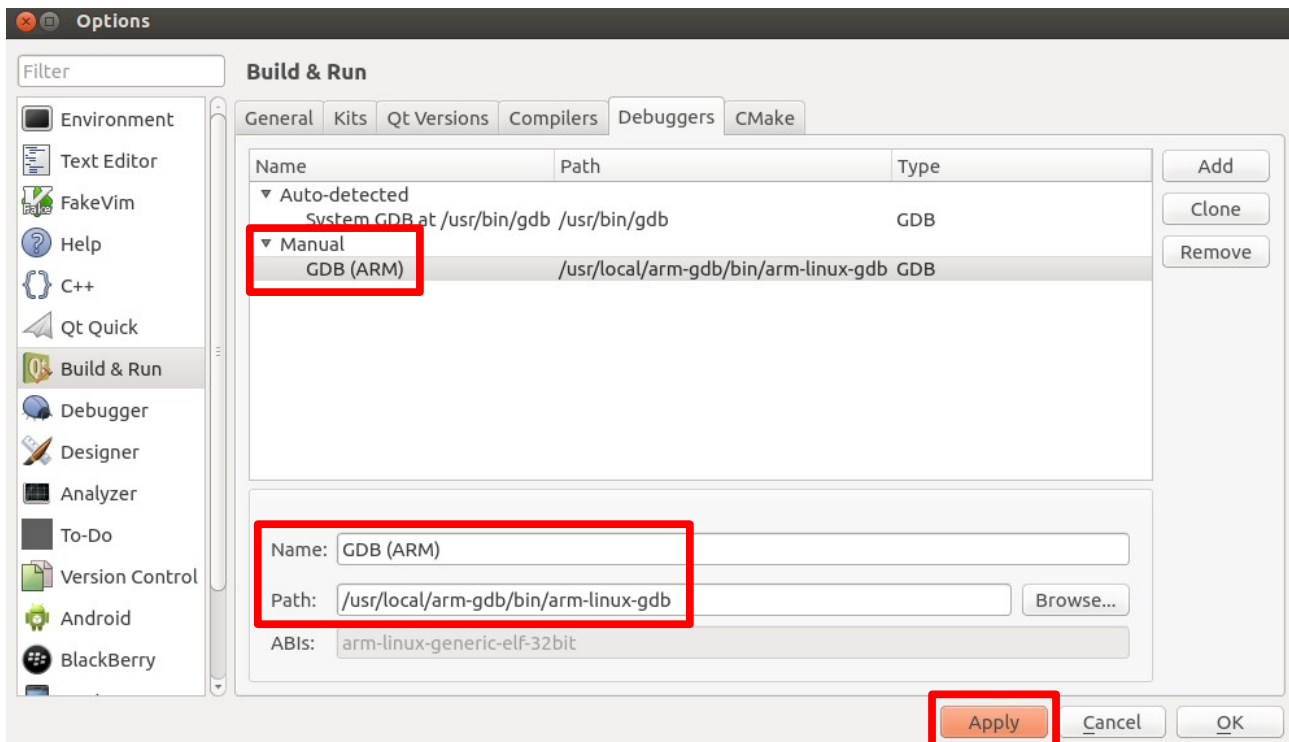 Options
Filter
Build & Run
Environment
Text Editor
FakeVim
Help
C++
Qt Quick
Build & Run
Debugger
Designer
Analyzer
To-Do
Version Control
Android
BlackBerry
General Kits Qt Versions Compilers Debuggers CMake
Name Path Type
Auto-detected
System GDB at /usr/bin/gdb /usr/bin/gdb GDB
Manual
GDB (ARM) /usr/local/arm-gdb/bin/arm-linux-gdb GDB
Add
Clone
Remove
Name: GDB (ARM)
Path: /usr/local/arm-gdb/bin/arm-linux-gdb Browse...
ABIs: arm-linux-generic-elf-32bit
Apply Cancel OK